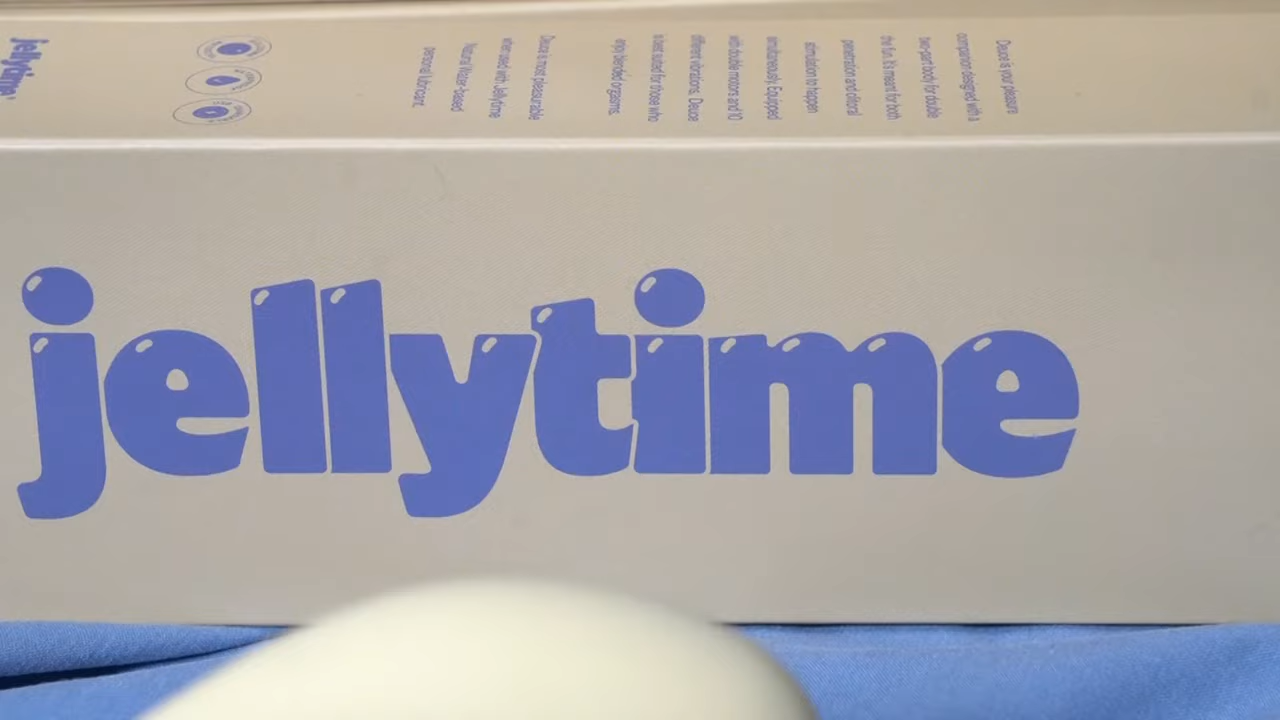 jellytime
Deuce is your pleasure
companion designed with a
two-part body for double
the fun. It's meant for both
penetration and clitoral
stimulation to happen
simultaneously. Equipped
with double motors and 10
different vibrations. Deuce
is best suited for those who
enjoy blended orgasms.
Deuce is most pleasurable
when used with Jellytime
Natural Water-based
personal lubricant.
jellytime